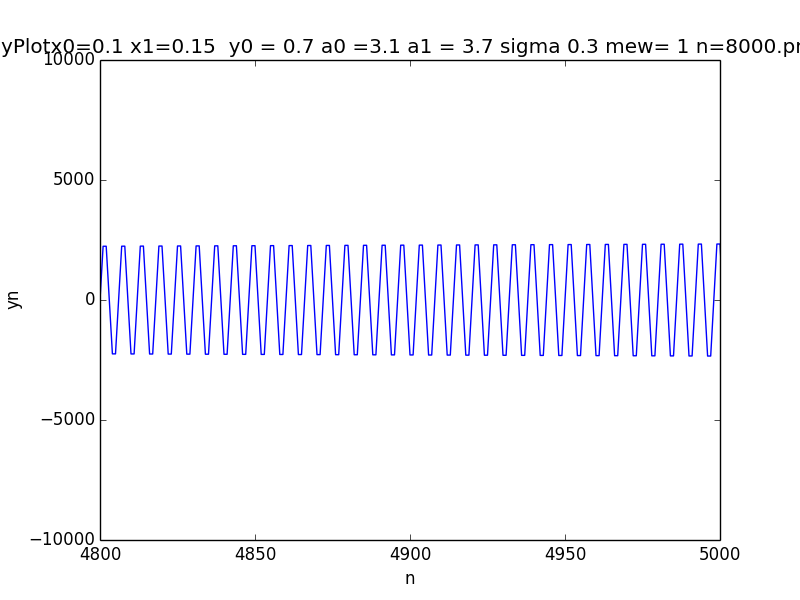 yPlotx0=0.1 x1=0.15  y0 = 0.7 a0 =3.1 a1 = 3.7 sigma 0.3 mew= 1 n=8000.pn
10000
5000
0
−5000
−10000
yn
4800 4850 4900 4950 5000
n